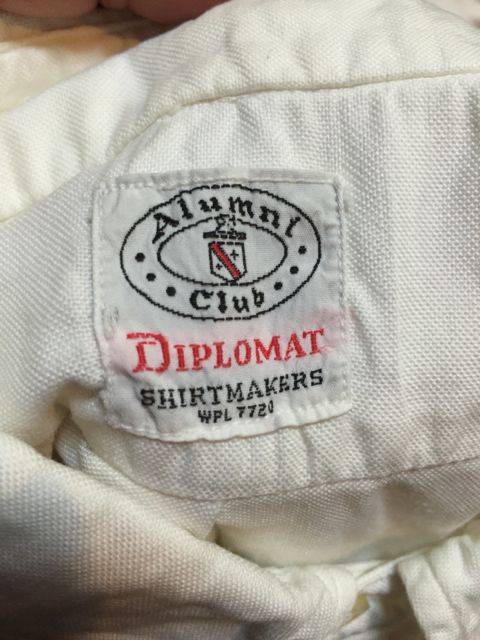 Alumni
Club
DIPLOMAT
SHIRTMAKERS
WPL 7720